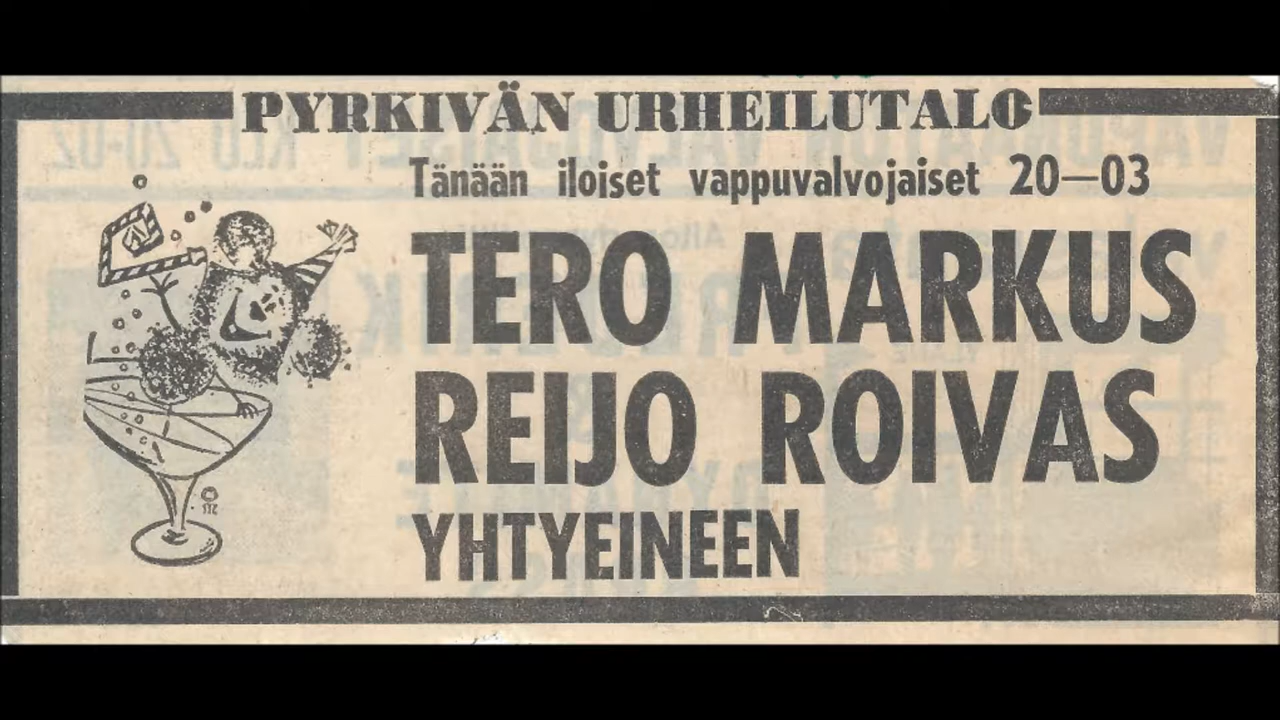 PYRKIVÄN URHEILUTALO
Tänään iloiset vappuvalvojaiset 20—03
TERO MARKUS
REIJO ROIVAS
YHTYEINEEN